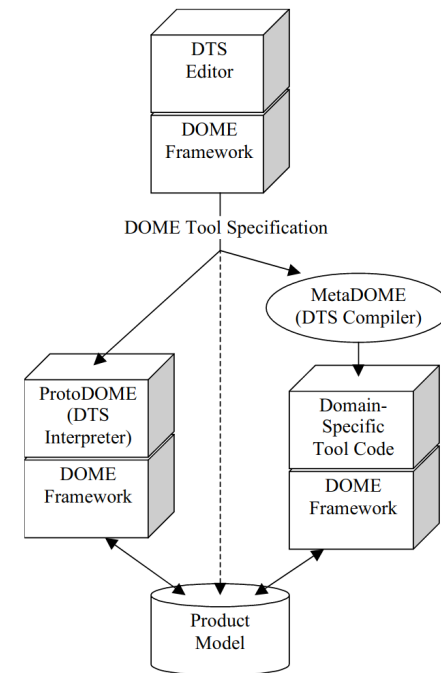 DTS
Editor
DOME
Framework
DOME Tool Specification
MetaDOME
(DTS Compiler)
ProtoDOME
(DTS
Interpreter)
DOME
Framework
Domain-
Specific
Tool Code
DOME
Framework
Product
Model